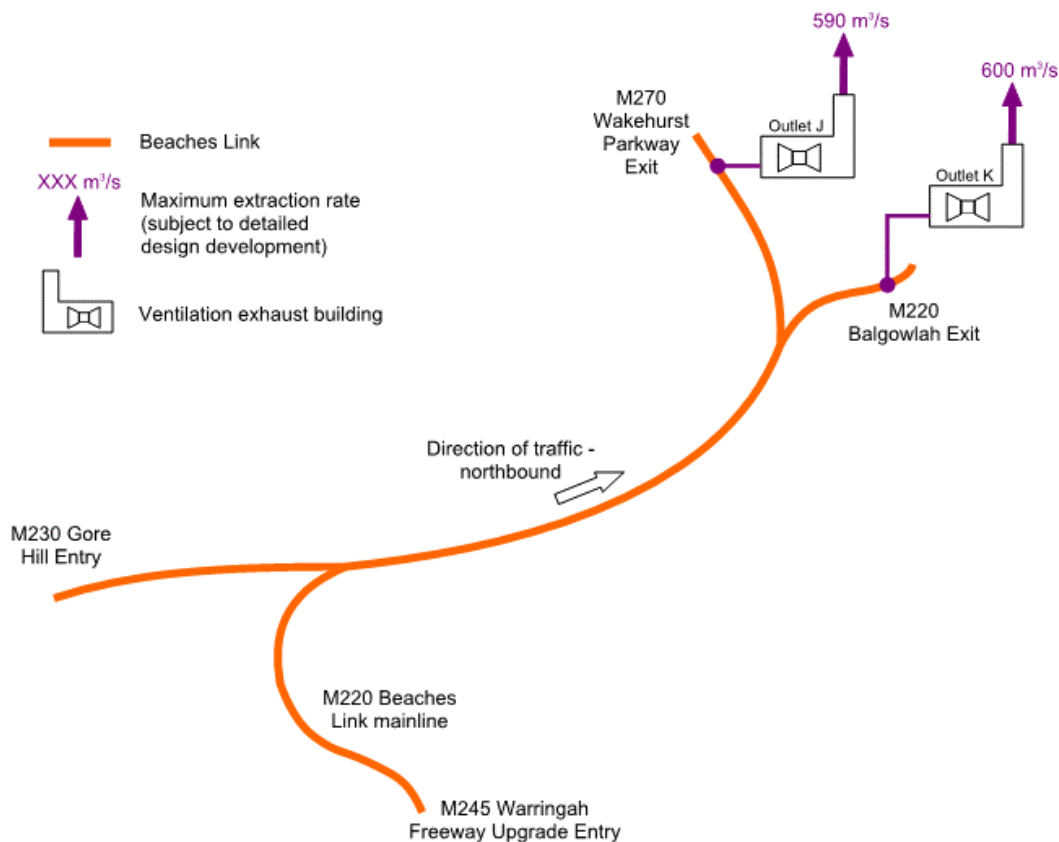 590 m³/s
600 m³/s
M270
Wakehurst
Parkway
Exit
Outlet J
Outlet K
Beaches Link
XXX m³/s
Maximum extraction rate
(subject to detailed
design development)
Ventilation exhaust building
M220
Balgowlah Exit
Direction of traffic -
northbound
M230 Gore
Hill Entry
M220 Beaches
Link mainline
M245 Warringah
Freeway Upgrade Entry